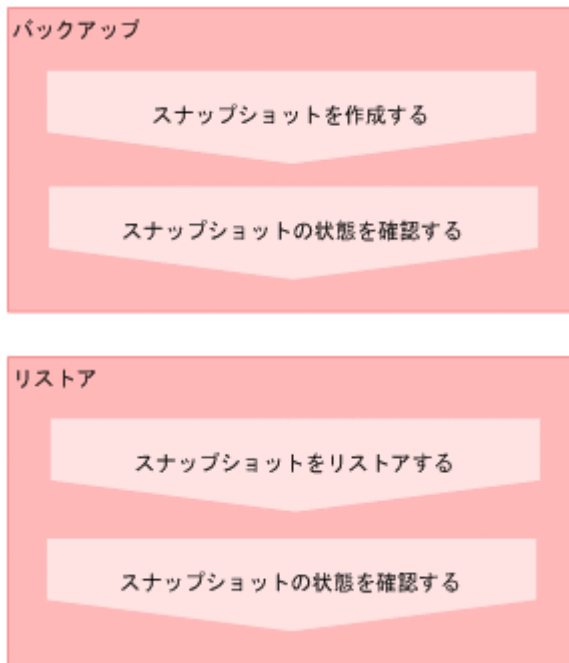 バックアップ
スナップショットを作成する
スナップショットの状態を確認する
リストア
スナップショットをリストアする
スナップショットの状態を確認する